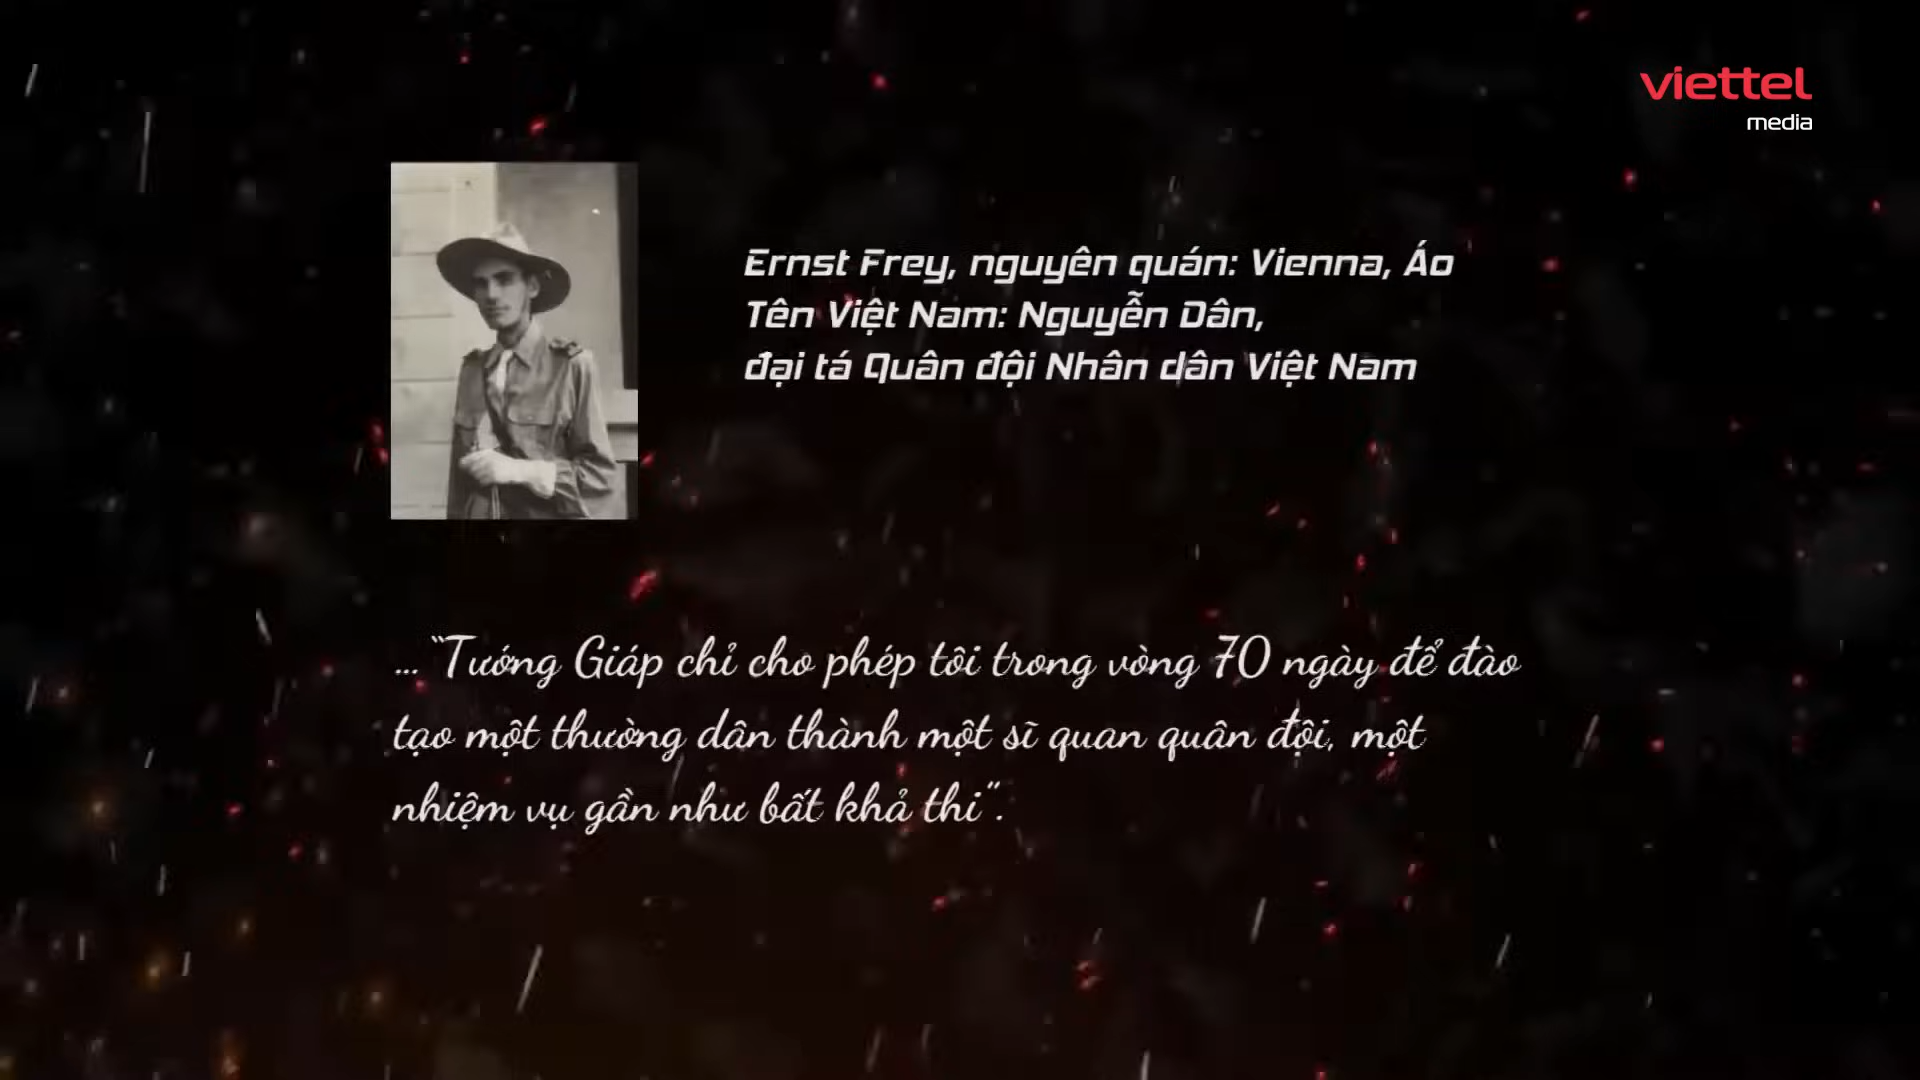 viettel
media
Ernst Frey, nguyên quán: Vienna, Áo
Tên Việt Nam: Nguyễn Dân,
đại tá Quân đội Nhân dân Việt Nam
... "Tướng Giáp chỉ cho phép tôi trong vòng 70 ngày để đào
tạo một thường dân thành một sĩ quan quân đội, một
nhiệm vụ gần như bất khả thi".